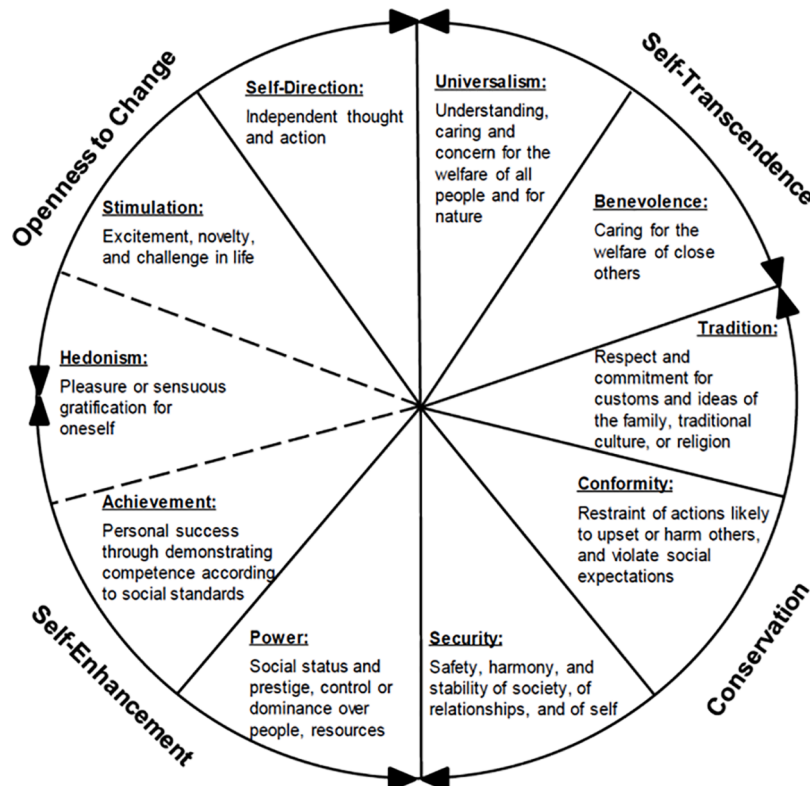 Openness to Change
Self-Transcendence
Self-Direction:
Independent thought
and action
Universalism:
Understanding,
caring and
concern for the
welfare of all
people and for
nature
Stimulation:
Excitement, novelty,
and challenge in life
Benevolence:
Caring for the
welfare of close
others
Hedonism:
Pleasure or sensuous
gratification for
oneself
Tradition:
Respect and
commitment for
customs and ideas of
the family, traditional
culture, or religion
Achievement:
Personal success
through demonstrating
competence according
to social standards
Conformity:
Restraint of actions likely
to upset or harm others,
and violate social
expectations
Power:
Social status and
prestige, control or
dominance over
people, resources
Security:
Safety, harmony, and
stability of society, of
relationships, and of self
Self-Enhancement
Conservation